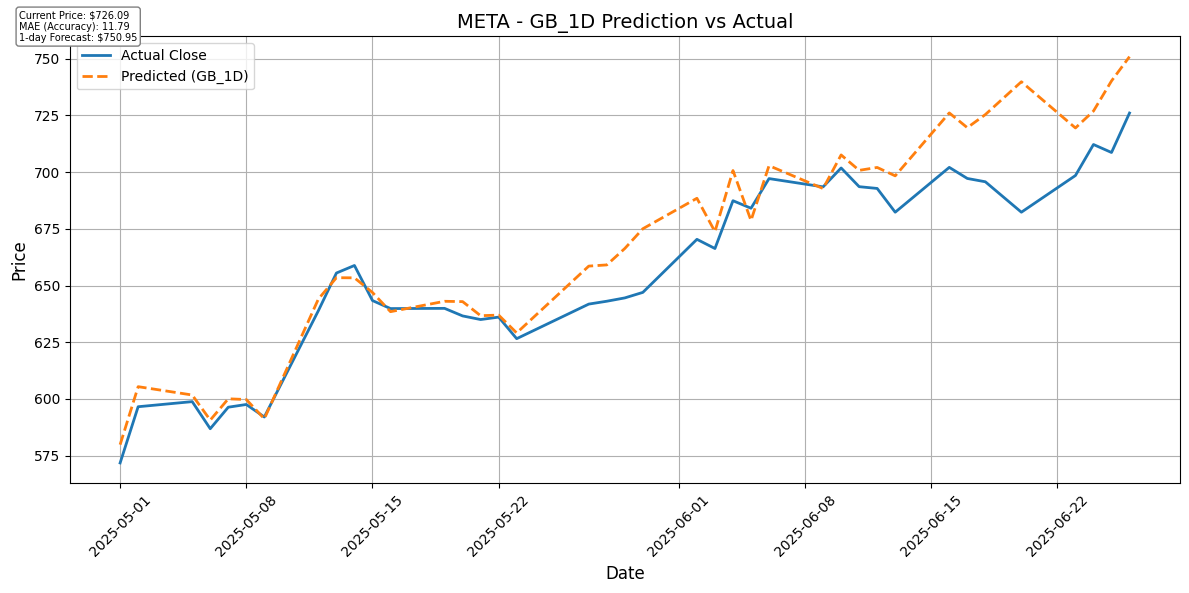 META - GB_1D Prediction vs Actual
Current Price: $726.09
MAE (Accuracy): 11.79
1-day Forecast: $750.95
Actual Close
Predicted (GB_1D)
Price
750
725
700
675
650
625
600
575
2025-05-01
2025-05-08
2025-05-15
2025-05-22
2025-06-01
2025-06-08
2025-06-15
2025-06-22
Date